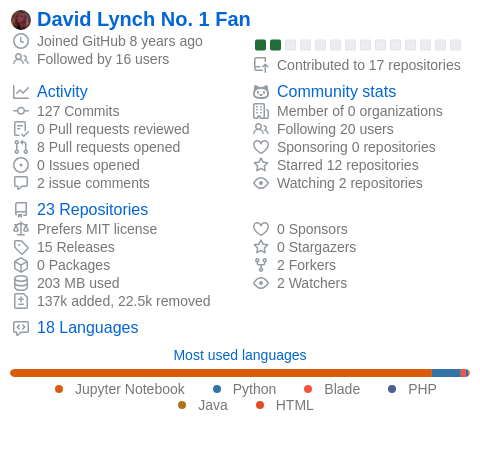 David Lynch No. 1 Fan
Joined GitHub 8 years ago
Followed by 16 users
Contributed to 17 repositories
Activity
127 Commits
0 Pull requests reviewed
8 Pull requests opened
0 Issues opened
2 issue comments
Community stats
Member of 0 organizations
Following 20 users
Sponsoring 0 repositories
Starred 12 repositories
Watching 2 repositories
23 Repositories
Prefers MIT license
15 Releases
0 Packages
203 MB used
137k added, 22.5k removed
0 Sponsors
0 Stargazers
2 Forkers
2 Watchers
18 Languages
Most used languages
Jupyter Notebook Python Blade PHP
Java HTML